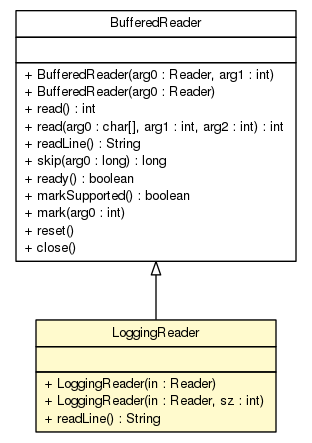 BufferedReader
+ BufferedReader(arg0 : Reader, arg1 : int)
+ BufferedReader(arg0 : Reader)
+ read() : int
+ read(arg0 : char[], arg1 : int, arg2 : int) : int
+ readLine() : String
+ skip(arg0 : long) : long
+ ready() : boolean
+ markSupported() : boolean
+ mark(arg0 : int)
+ reset()
+ close()
LoggingReader
+ LoggingReader(in : Reader)
+ LoggingReader(in : Reader, sz : int)
+ readLine() : String